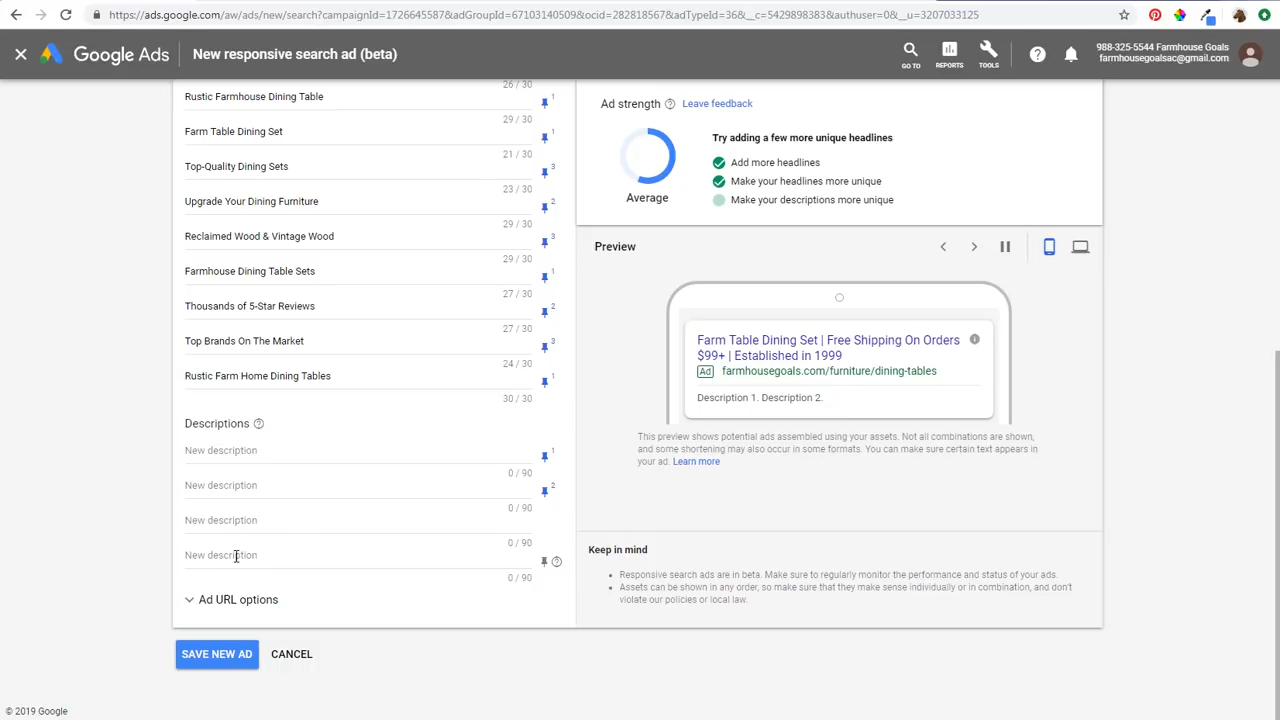 https://ads.google.com/aw/ads/new/search?campaignId=1726645587&adGroupId=67103140509&ocid=282818567&adTypeId=36&__c=5429898383&authuser=0&__u=3207033125
Google Ads
New responsive search ad (beta)
GO TO
REPORTS
TOOLS
988-325-5544 Farmhouse Goals
farmhousegoalsac@gmail.com
26 / 30
Rustic Farmhouse Dining Table
1
29 / 30
Farm Table Dining Set
1
21 / 30
Top-Quality Dining Sets
3
23 / 30
Upgrade Your Dining Furniture
2
29 / 30
Reclaimed Wood & Vintage Wood
3
29 / 30
Farmhouse Dining Table Sets
1
27 / 30
Thousands of 5-Star Reviews
2
27 / 30
Top Brands On The Market
3
24 / 30
Rustic Farm Home Dining Tables
1
30 / 30
Descriptions
New description
1
0 / 90
New description
2
0 / 90
New description
0 / 90
New description
0 / 90
Ad URL options
SAVE NEW AD
CANCEL
Ad strength
Leave feedback
Average
Try adding a few more unique headlines
Add more headlines
Make your headlines more unique
Make your descriptions more unique
Preview
Farm Table Dining Set | Free Shipping On Orders
$99+ | Established in 1999
Ad farmhousegoals.com/furniture/dining-tables
Description 1. Description 2.
This preview shows potential ads assembled using your assets. Not all combinations are shown,
and some shortening may also occur in some formats. You can make sure certain text appears in
your ad. Learn more
Keep in mind
Responsive search ads are in beta. Make sure to regularly monitor the performance and status of your ads.
Assets can be shown in any order, so make sure that they make sense individually or in combination, and don't
violate our policies or local law.
© 2019 Google